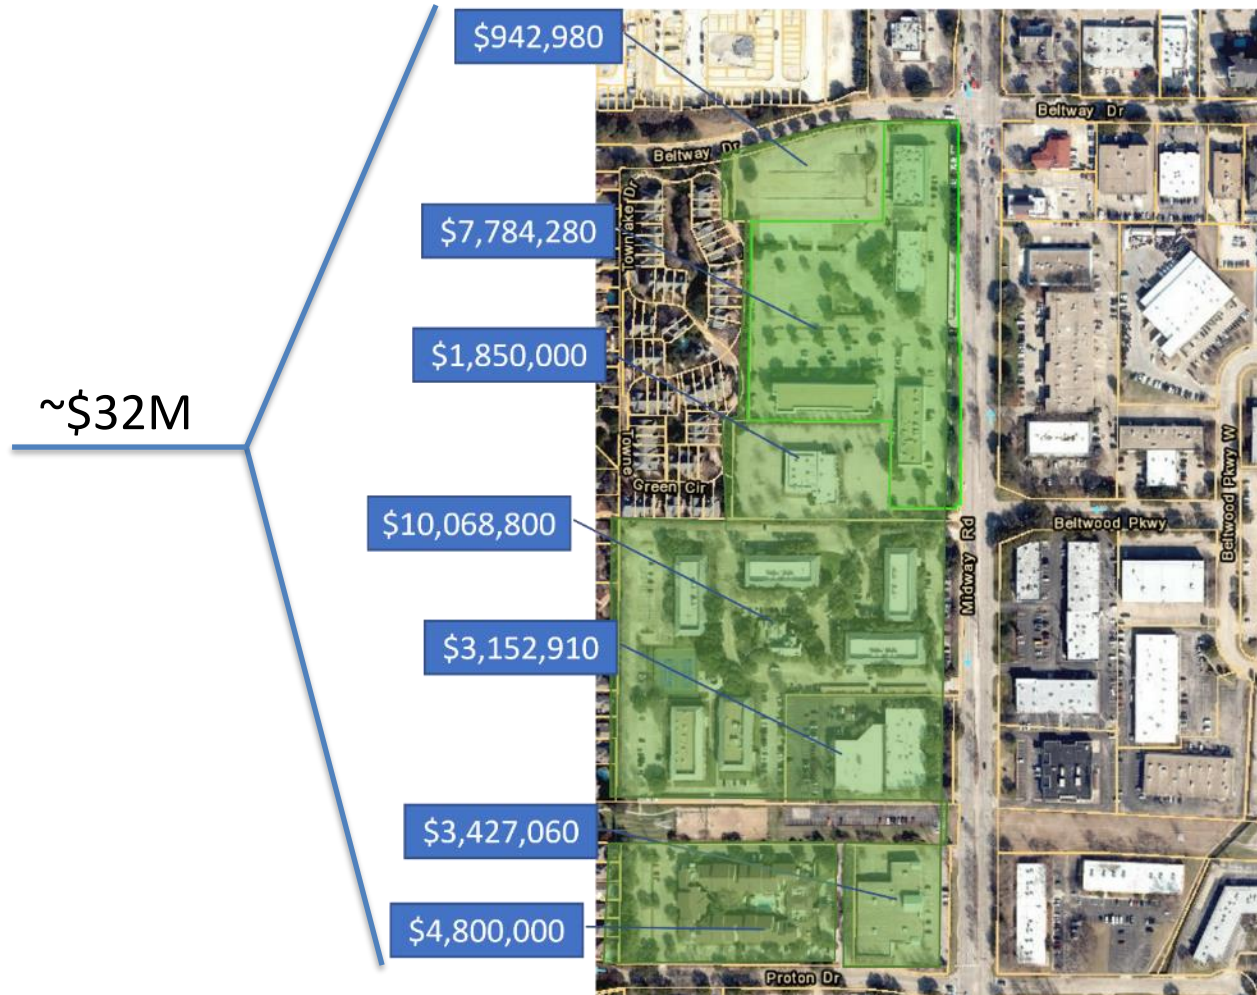 $942,980
Beltway Dr
Beltway Dr
Townlake Dr
$7,784,280
$1,850,000
~$32M
Towne
Green Cir
Beltwood Pkwy W
$10,068,800
Beltwood Pkwy
Midway Rd
$3,152,910
$3,427,060
$4,800,000
Proton Dr